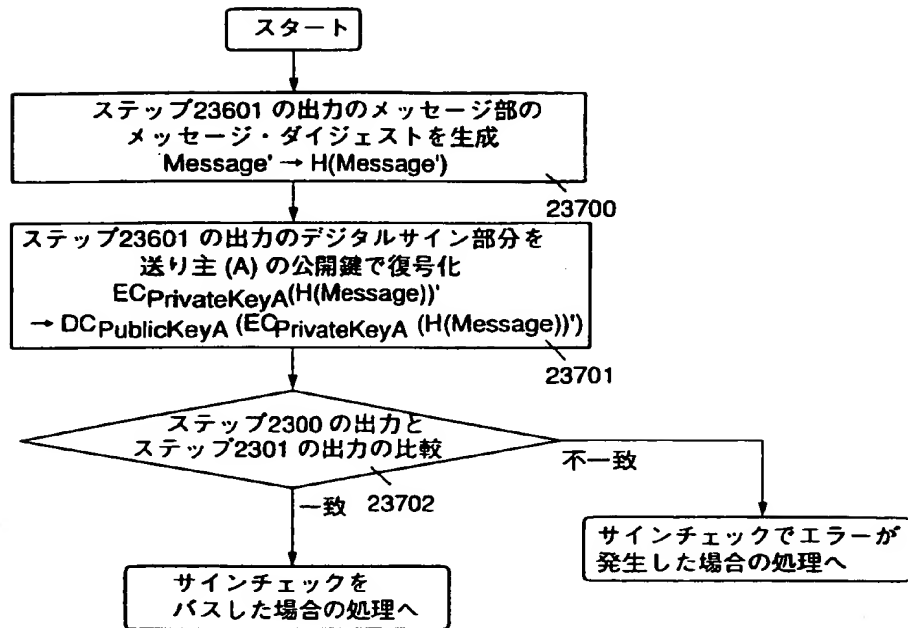 スタート
ステップ23601 の出力のメッセージ部の
メッセージ・ダイジェストを生成
Message' → H(Message')
23700
ステップ23601 の出力のデジタルサイン部分を
送り主 (A) の公開鍵で復号化
ECPrivateKeyA(H(Message))'
→ DCPublicKeyA (ECPrivateKeyA (H(Message))')
23701
ステップ2300 の出力と
ステップ2301 の出力の比較
不一致
一致
23702
サインチェックでエラーが
発生した場合の処理へ
サインチェックを
バスした場合の処理へ